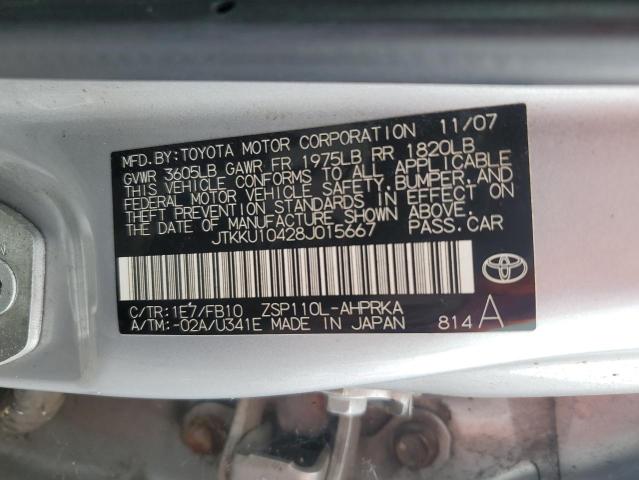 MFD.BY:TOYOTA MOTOR CORPORATION 11/07
GVWR 3605LB GAWR FR 1975LB RR 1820LB
THIS VEHICLE CONFORMS TO ALL APPLICABLE
FEDERAL MOTOR VEHICLE SAFETY,BUMPER,AND
THEFT PREVENTION STANDARDS IN EFFECT ON
THE DATE OF MANUFACTURE SHOWN ABOVE.
JTKKU10428J015667 PASS.CAR
C/TR:1E7/FB10 ZSP110L-AHPRKA
A/TM:-02A/U341E MADE IN JAPAN 814 A